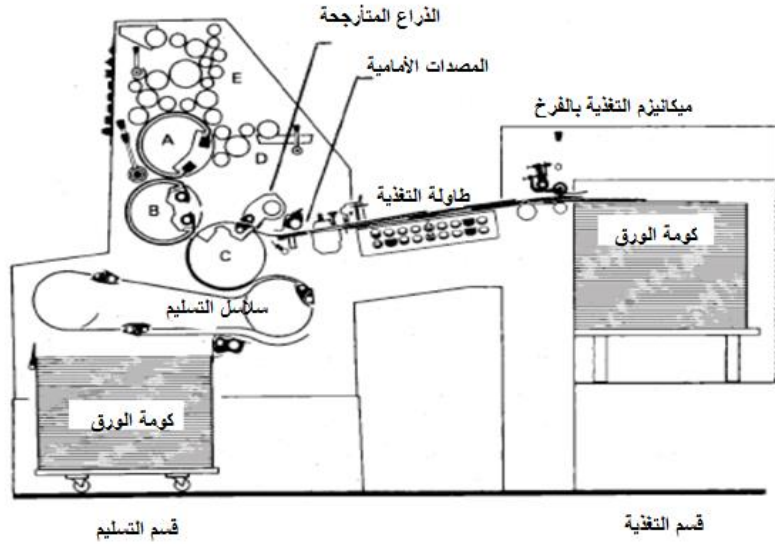 الذراع المتأرجحة
المصدات الأمامية
ميكانيزم التغذية بالفرخ
E
A
D
طاولة التغذية
B
كومة الورق
C
سلاسل التسليم
كومة الورق
قسم التسليم
قسم التغذية